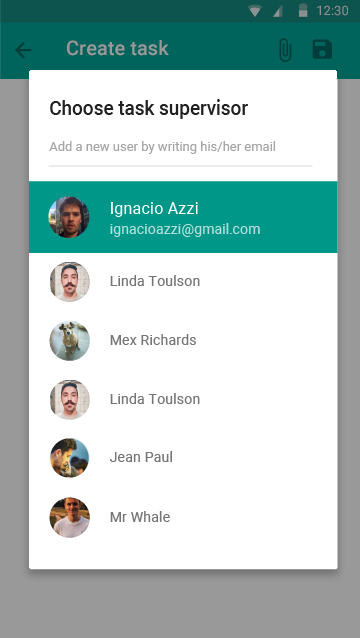 12:30
Create task
Choose task supervisor
Add a new user by writing his/her email
Ignacio Azzi
ignacioazzi@gmail.com
Linda Toulson
Mex Richards
Linda Toulson
Jean Paul
Mr Whale